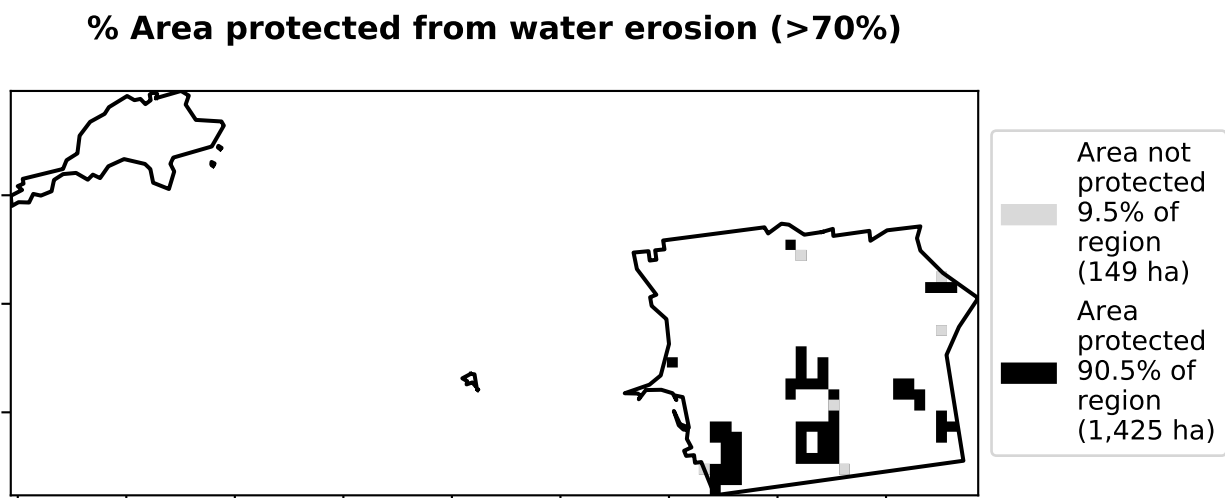 % Area protected from water erosion (>70%)
Area not
protected
9.5% of
region
(149 ha)
Area
protected
90.5% of
region
(1,425 ha)